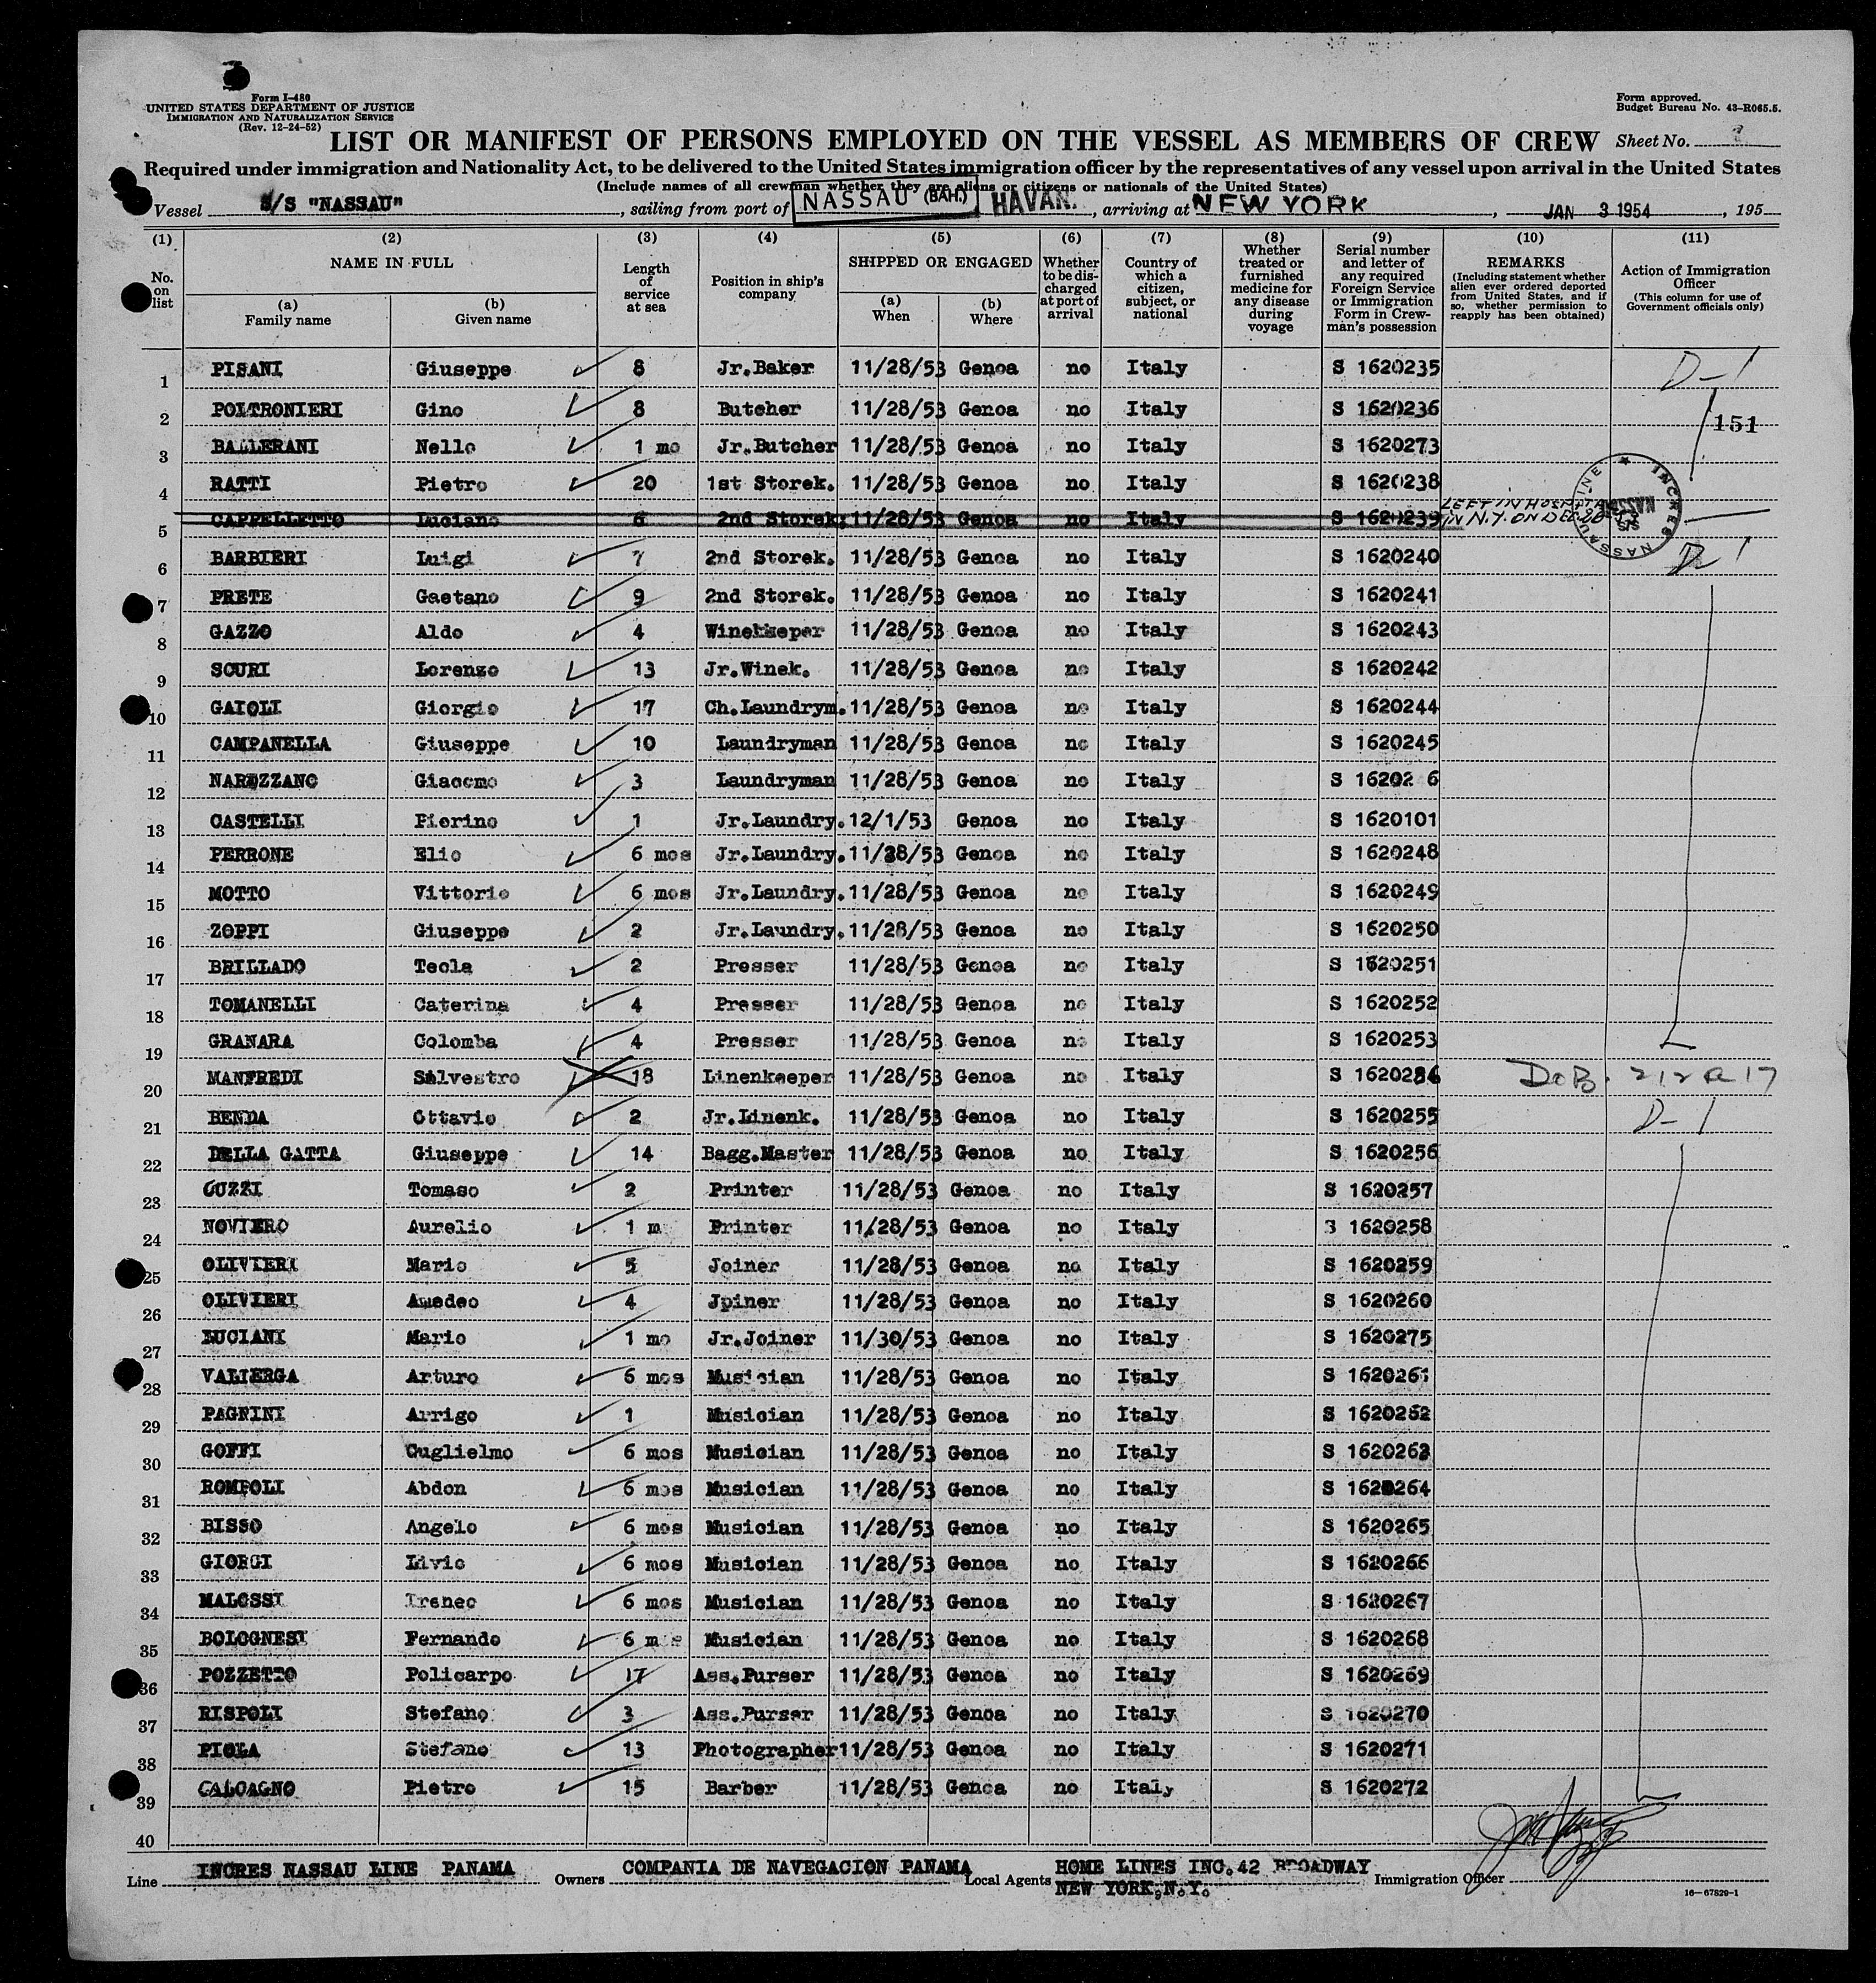 Form I-480
UNITED STATES DEPARTMENT OF JUSTICE
IMMIGRATION AND NATURALIZATION SERVICE
(Rev. 12-24-52)
Form approved.
Budget Bureau No. 43-R065.5.
LIST OR MANIFEST OF PERSONS EMPLOYED ON THE VESSEL AS MEMBERS OF CREW Sheet No.
Required under immigration and Nationality Act, to be delivered to the United States immigration officer by the representatives of any vessel upon arrival in the United States
(Include names of all crewman whether they are aliens or citizens or nationals of the United States)
Vessel S/S "NASSAU", sailing from port of NASSAU (BAH.) HAVAN., arriving at NEW YORK, JAN 3 1954, 195
(1) No. on list
(2) NAME IN FULL
(a) Family name
(b) Given name
(3) Length of service at sea
(4) Position in ship's company
(5) SHIPPED OR ENGAGED
(a) When
(b) Where
(6) Whether to be discharged at port of arrival
(7) Country of which a citizen, subject, or national
(8) Whether treated or furnished medicine for any disease during voyage
(9) Serial number and letter of any required Foreign Service or Immigration Form in Crewman's possession
(10) REMARKS (Including statement whether alien ever ordered deported from United States, and if so, whether permission to reapply has been obtained)
(11) Action of Immigration Officer (This column for use of Government officials only)
1 PISANI Giuseppe 8 Jr.Baker 11/28/53 Genoa no Italy S 1620235 D-1
2 POLTRONIERI Gino 8 Butcher 11/28/53 Genoa no Italy S 1620236 151
3 BALLERANI Nello 1 mo Jr.Butcher 11/28/53 Genoa no Italy S 1620273
4 RATTI Pietro 20 1st Storek. 11/28/53 Genoa no Italy S 1620238
5 CAPPELLETTO Luciano 6 2nd Storek. 11/28/53 Genoa no Italy S 1620239 LEFT IN HOSPITAL IN N.Y. ON DEC
6 BARBIERI Luigi 7 2nd Storek. 11/28/53 Genoa no Italy S 1620240 D-1
7 PRETE Gaetano 9 2nd Storek. 11/28/53 Genoa no Italy S 1620241
8 GAZZO Aldo 4 Winekeeper 11/28/53 Genoa no Italy S 1620243
9 SCURI Lorenzo 13 Jr.Winek. 11/28/53 Genoa no Italy S 1620242
10 GAIOLI Giorgio 17 Ch.Laundrym. 11/28/53 Genoa no Italy S 1620244
11 CAMPANELLA Giuseppe 10 Laundryman 11/28/53 Genoa no Italy S 1620245
12 NAROZZANO Giacomo 3 Laundryman 11/28/53 Genoa no Italy S 16202 6
13 CASTELLI Pierino 1 Jr.Laundry. 12/1/53 Genoa no Italy S 1620101
14 PERRONE Elio 6 mos Jr.Laundry. 11/28/53 Genoa no Italy S 1620248
15 MOTTO Vittorio 6 mos Jr.Laundry. 11/28/53 Genoa no Italy S 1620249
16 ZOPPI Giuseppe 2 Jr.Laundry. 11/28/53 Genoa no Italy S 1620250
17 BRILLADO Tecla 2 Presser 11/28/53 Genoa no Italy S 1620251
18 TOMANELLI Caterina 4 Presser 11/28/53 Genoa no Italy S 1620252
19 GRANARA Colomba 4 Presser 11/28/53 Genoa no Italy S 1620253
20 MANFREDI Silvestro 18 Linenkeeper 11/28/53 Genoa no Italy S 1620286 DoB. 212 a 17
21 BENDA Ottavio 2 Jr.Linenk. 11/28/53 Genoa no Italy S 1620255 D-1
22 DELLA GATTA Giuseppe 14 Bagg.Master 11/28/53 Genoa no Italy S 1620256
23 CUZZI Tomaso 2 Printer 11/28/53 Genoa no Italy S 1620257
24 NOVIERO Aurelio 1 m Printer 11/28/53 Genoa no Italy S 1620258
25 OLIVIERI Mario 5 Joiner 11/28/53 Genoa no Italy S 1620259
26 OLIVIERI Amedeo 4 Jpiner 11/28/53 Genoa no Italy S 1620260
27 LUCIANI Mario 1 mo Jr.Joiner 11/30/53 Genoa no Italy S 1620275
28 VALIERGA Arturo 6 mos Musician 11/28/53 Genoa no Italy S 1620261
29 PAGNINI Arrigo 1 Musician 11/28/53 Genoa no Italy S 1620262
30 GOFFI Guglielmo 6 mos Musician 11/28/53 Genoa no Italy S 1620263
31 ROMPOLI Abdon 6 mos Musician 11/28/53 Genoa no Italy S 1620264
32 BISSO Angelo 6 mos Musician 11/28/53 Genoa no Italy S 1620265
33 GIORGI Livio 6 mos Musician 11/28/53 Genoa no Italy S 1620266
34 MALOSSI Ireneo 6 mos Musician 11/28/53 Genoa no Italy S 1620267
35 BOLOGNESI Fernando 6 mos Musician 11/28/53 Genoa no Italy S 1620268
36 POZZETTO Policarpo 17 Ass.Purser 11/28/53 Genoa no Italy S 1620269
37 RISPOLI Stefano 3 Ass.Purser 11/28/53 Genoa no Italy S 1620270
38 PIOLA Stefano 13 Photographer 11/28/53 Genoa no Italy S 1620271
39 CALCAGNO Pietro 15 Barber 11/28/53 Genoa no Italy S 1620272
40
Line INCRES NASSAU LINE PANAMA Owners COMPANIA DE NAVEGACION PANAMA Local Agents HOME LINES INC. 42 BROADWAY NEW YORK, N.Y. Immigration Officer
16-67829-1